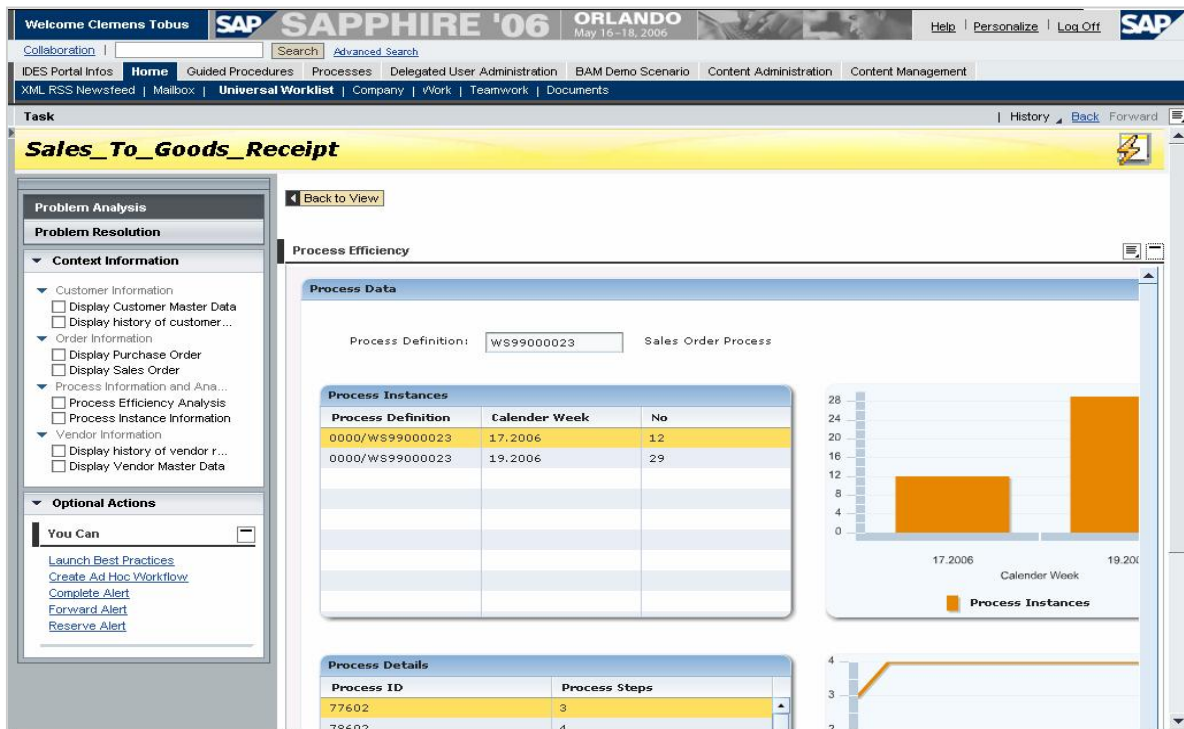 Welcome Clemens Tobus
SAP
SAPPHIRE '06
ORLANDO
May 16-18, 2006
Help | Personalize | Log Off
SAP
Collaboration |
Search
Advanced Search
IDES Portal Infos Home Guided Procedures Processes Delegated User Administration BAM Demo Scenario Content Administration Content Management
XML RSS Newsfeed | Mailbox | Universal Worklist | Company | Work | Teamwork | Documents
Task
| History Back Forward
Sales_To_Goods_Receipt
Problem Analysis
Problem Resolution
Context Information
Customer Information
Display Customer Master Data
Display history of customer...
Order Information
Display Purchase Order
Display Sales Order
Process Information and Ana...
Process Efficiency Analysis
Process Instance Information
Vendor Information
Display history of vendor r...
Display Vendor Master Data
Optional Actions
You Can
Launch Best Practices
Create Ad Hoc Workflow
Complete Alert
Forward Alert
Reserve Alert
Back to View
Process Efficiency
Process Data
Process Definition: WS99000023 Sales Order Process
Process Instances
Process Definition Calender Week No
0000/WS99000023 17.2006 12
0000/WS99000023 19.2006 29
28
24
20
16
12
8
4
0
17.2006 19.200
Calender Week
Process Instances
Process Details
Process ID Process Steps
77602 3
78602 4
4
3
2